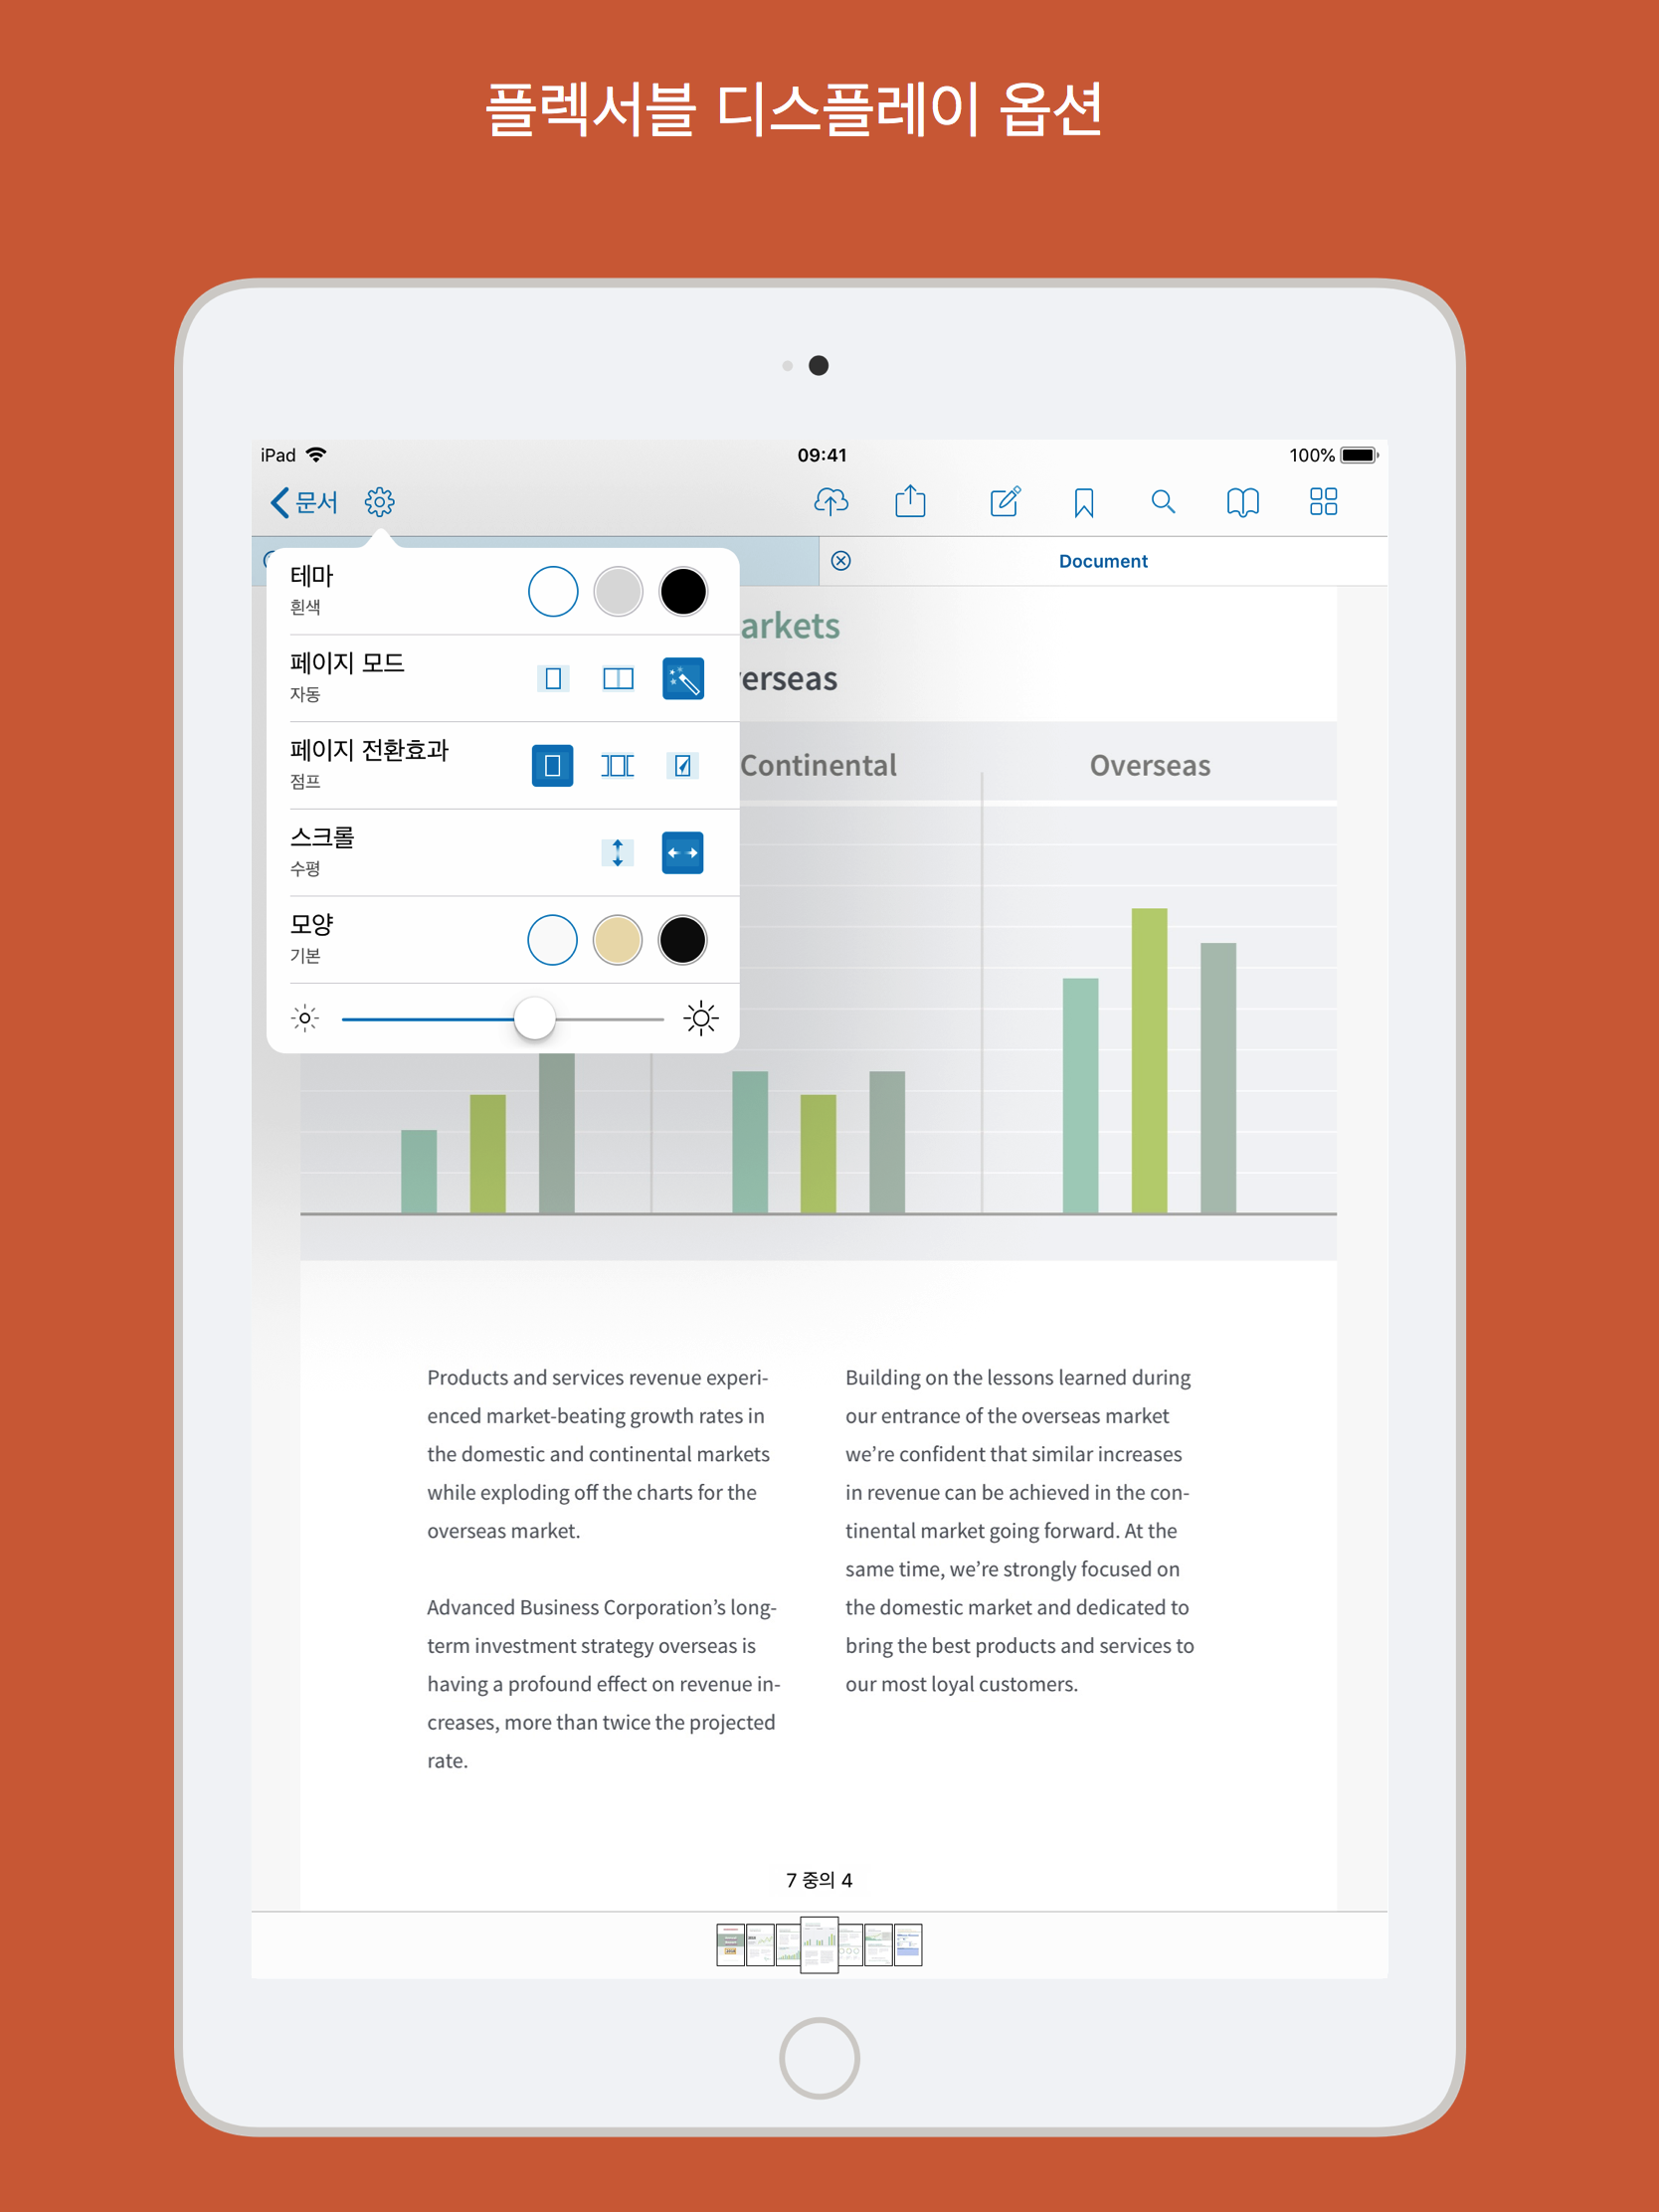 플렉서블 디스플레이 옵션
iPad 09:41 100%
문서
Document
테마
흰색
페이지 모드
자동
페이지 전환효과
점프
스크롤
수평
모양
기본
arkets
erseas
Continental Overseas
Products and services revenue experi-
enced market-beating growth rates in
the domestic and continental markets
while exploding off the charts for the
overseas market.
Advanced Business Corporation’s long-
term investment strategy overseas is
having a profound effect on revenue in-
creases, more than twice the projected
rate.
Building on the lessons learned during
our entrance of the overseas market
we’re confident that similar increases
in revenue can be achieved in the con-
tinental market going forward. At the
same time, we’re strongly focused on
the domestic market and dedicated to
bring the best products and services to
our most loyal customers.
7 중의 4